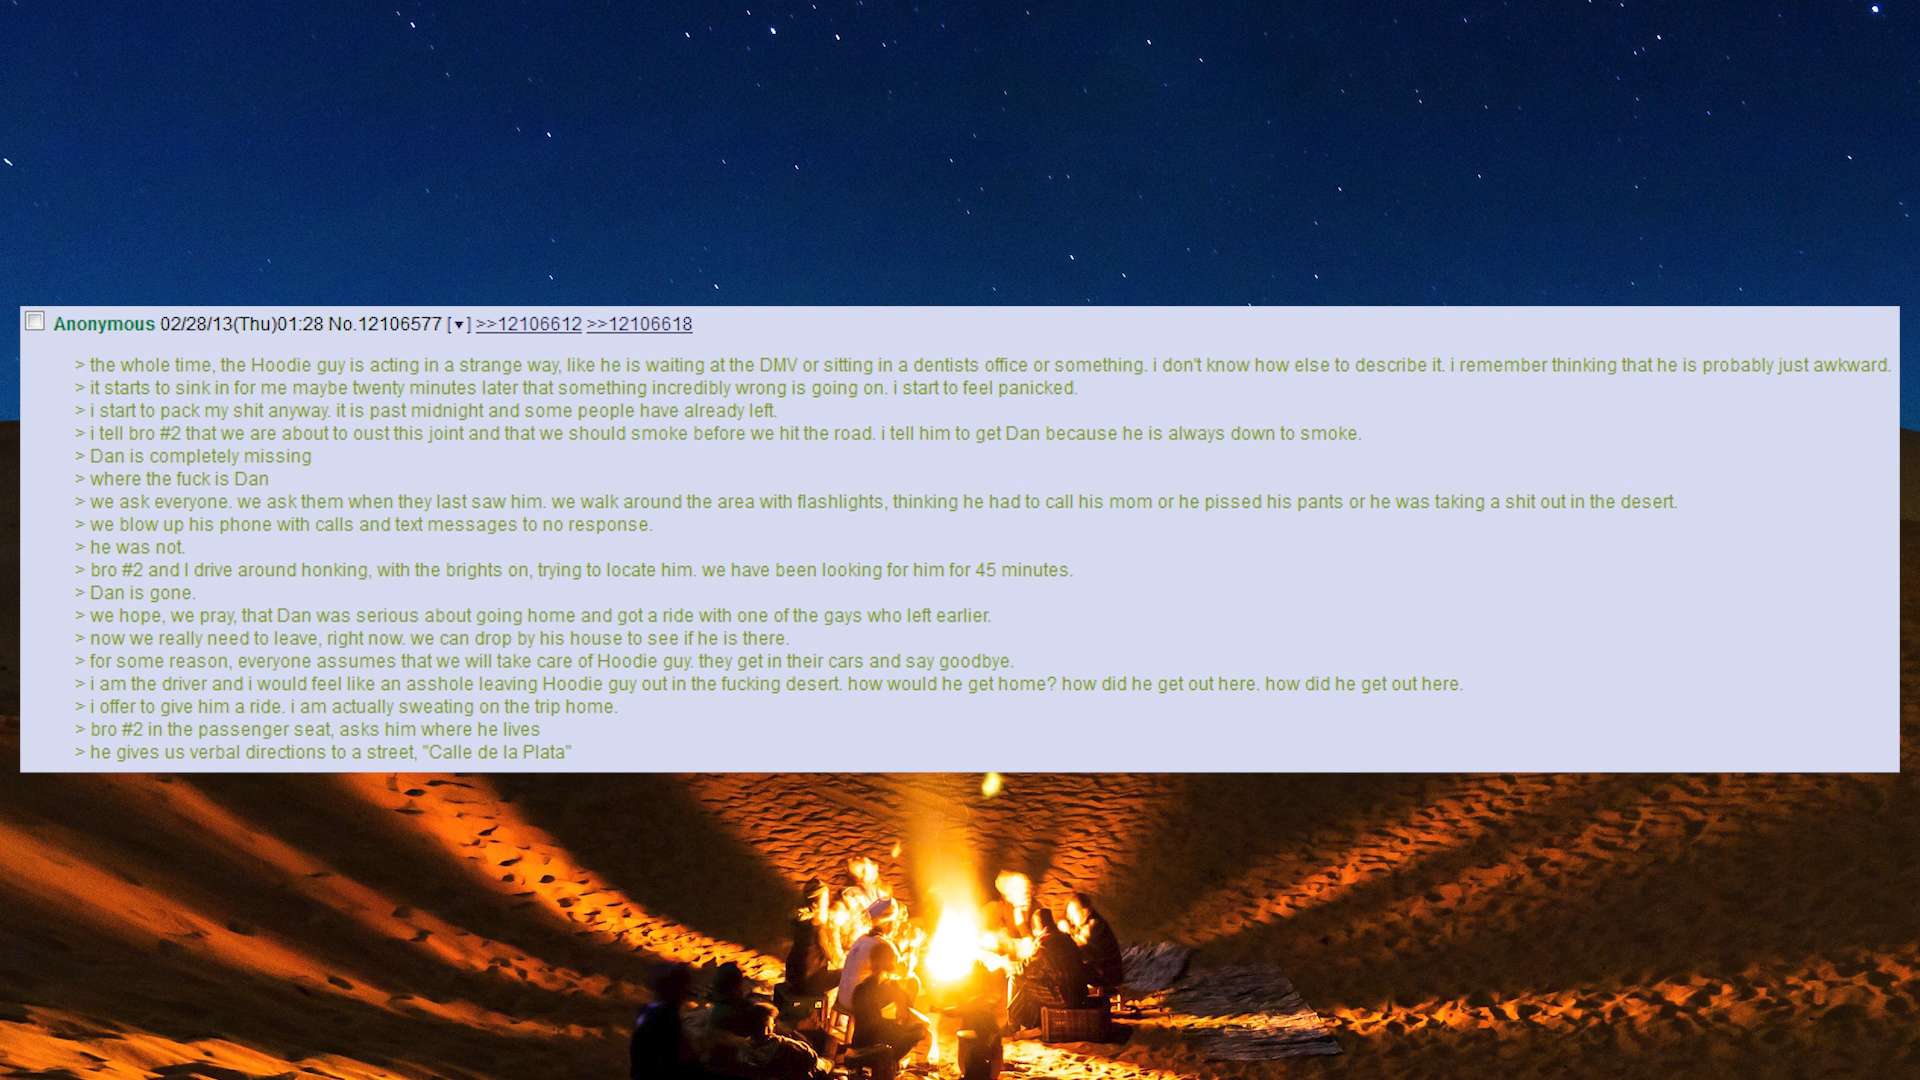 Anonymous 02/28/13(Thu)01:28 No.12106577 [▼] >>12106612 >>12106618
> the whole time, the Hoodie guy is acting in a strange way, like he is waiting at the DMV or sitting in a dentists office or something. i don't know how else to describe it. i remember thinking that he is probably just awkward.
> it starts to sink in for me maybe twenty minutes later that something incredibly wrong is going on. i start to feel panicked.
> i start to pack my shit anyway. it is past midnight and some people have already left.
> i tell bro #2 that we are about to oust this joint and that we should smoke before we hit the road. i tell him to get Dan because he is always down to smoke.
> Dan is completely missing
> where the fuck is Dan
> we ask everyone. we ask them when they last saw him. we walk around the area with flashlights, thinking he had to call his mom or he pissed his pants or he was taking a shit out in the desert.
> we blow up his phone with calls and text messages to no response.
> he was not.
> bro #2 and I drive around honking, with the brights on, trying to locate him. we have been looking for him for 45 minutes.
> Dan is gone.
> we hope, we pray, that Dan was serious about going home and got a ride with one of the gays who left earlier.
> now we really need to leave, right now. we can drop by his house to see if he is there.
> for some reason, everyone assumes that we will take care of Hoodie guy. they get in their cars and say goodbye.
> i am the driver and i would feel like an asshole leaving Hoodie guy out in the fucking desert. how would he get home? how did he get out here. how did he get out here.
> i offer to give him a ride. i am actually sweating on the trip home.
> bro #2 in the passenger seat, asks him where he lives
> he gives us verbal directions to a street, "Calle de la Plata"